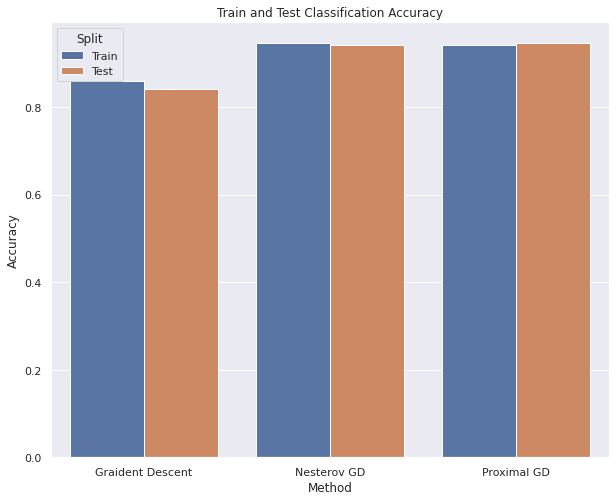 Train and Test Classification Accuracy
Split
Train
Test
0.8
0.6
0.4
0.2
0.0
Accuracy
Graident Descent
Nesterov GD
Proximal GD
Method